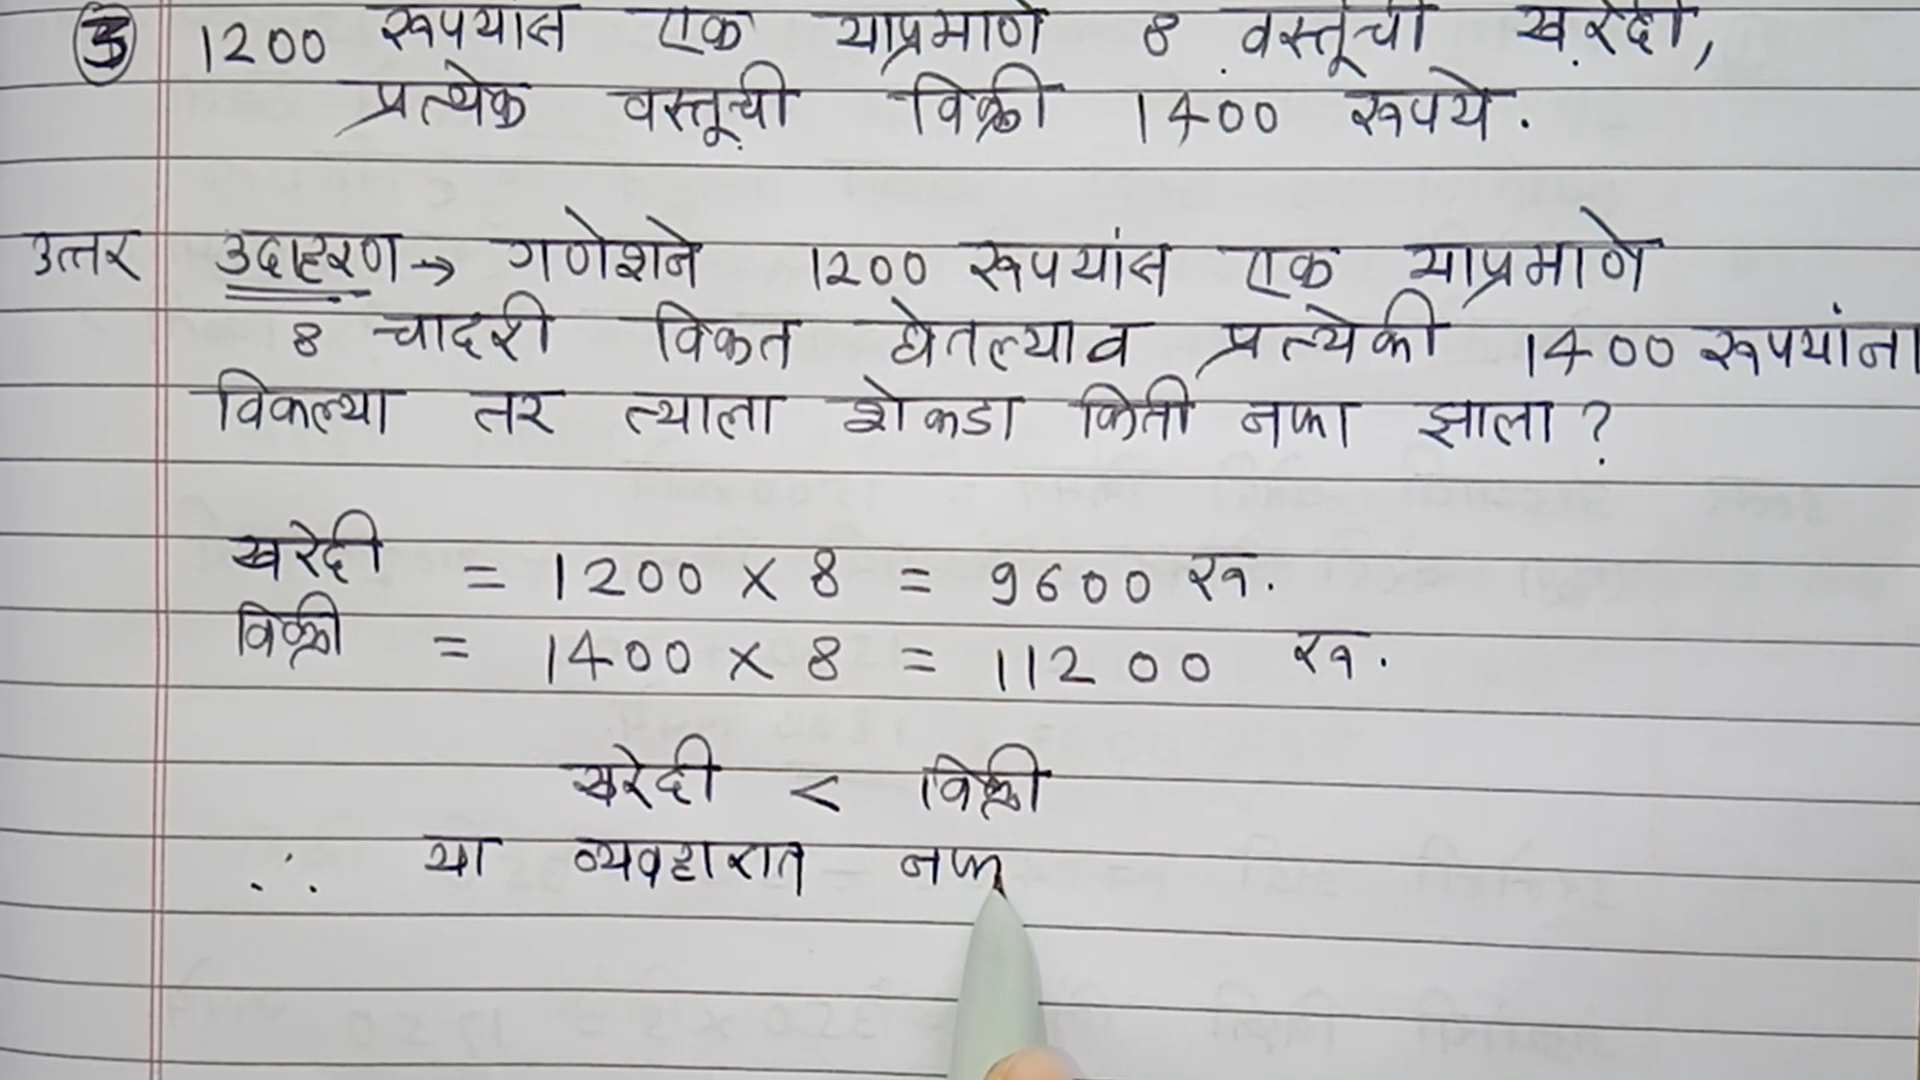 3 1200 रुपयांस एक याप्रमाणे 8 वस्तूंची खरेदी,
प्रत्येक वस्तूची विक्री 1400 रुपये.
उत्तर उदाहरण → गणेशने 1200 रुपयांस एक याप्रमाणे
8 चादरी विकत घेतल्या व प्रत्येकी 1400 रुपयांना
विकल्या तर त्याला शेकडा किती नफा झाला?
खरेदी = 1200 × 8 = 9600 रु.
विक्री = 1400 × 8 = 11200 रु.
खरेदी < विक्री
∴ या व्यवहारात नफा